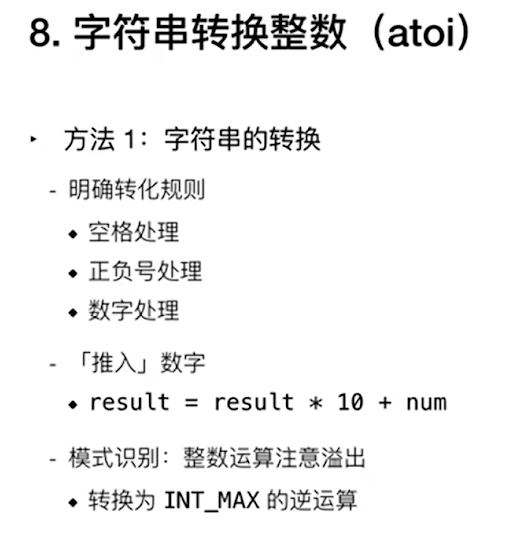 8. 字符串转换整数（atoi）
‣ 方法 1：字符串的转换
- 明确转化规则
◆ 空格处理
◆ 正负号处理
◆ 数字处理
- 「推入」数字
◆ result = result * 10 + num
- 模式识别：整数运算注意溢出
◆ 转换为 INT_MAX 的逆运算